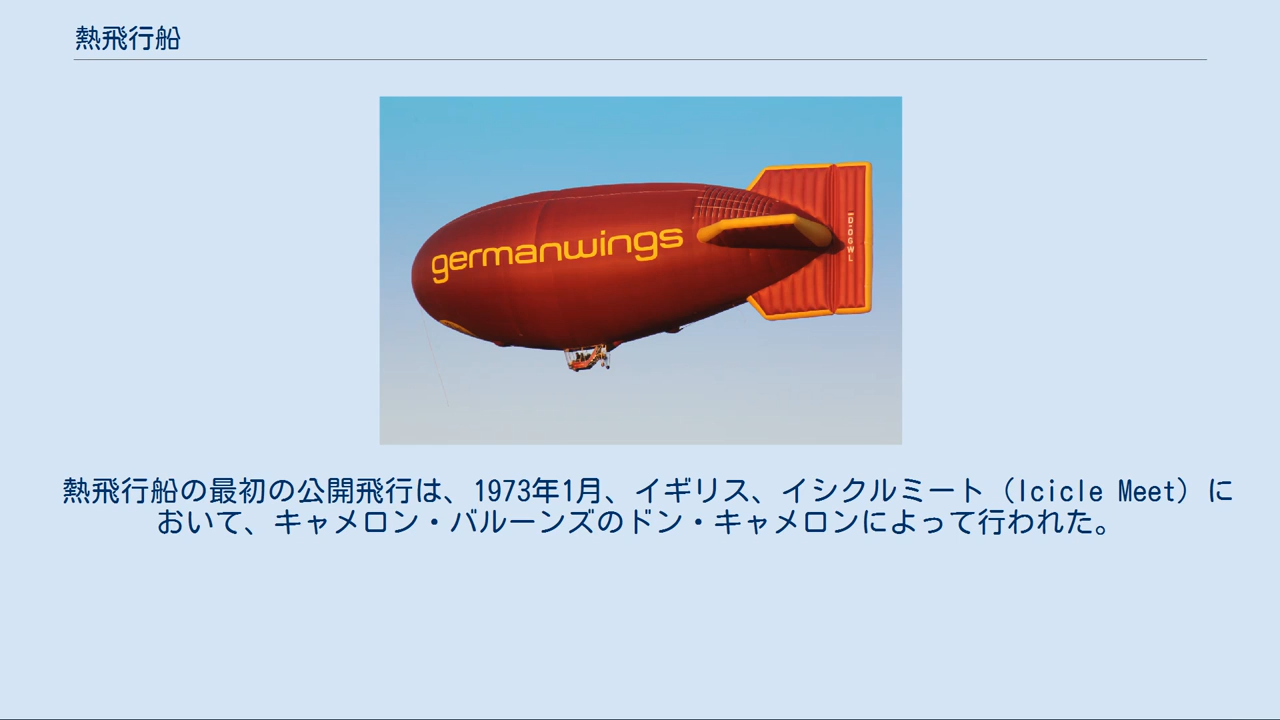 熱飛行船
germanwings
D-OGWL
熱飛行船の最初の公開飛行は、1973年1月、イギリス、イシクルミート（Icicle Meet）に
おいて、キャメロン・バルーンズのドン・キャメロンによって行われた。